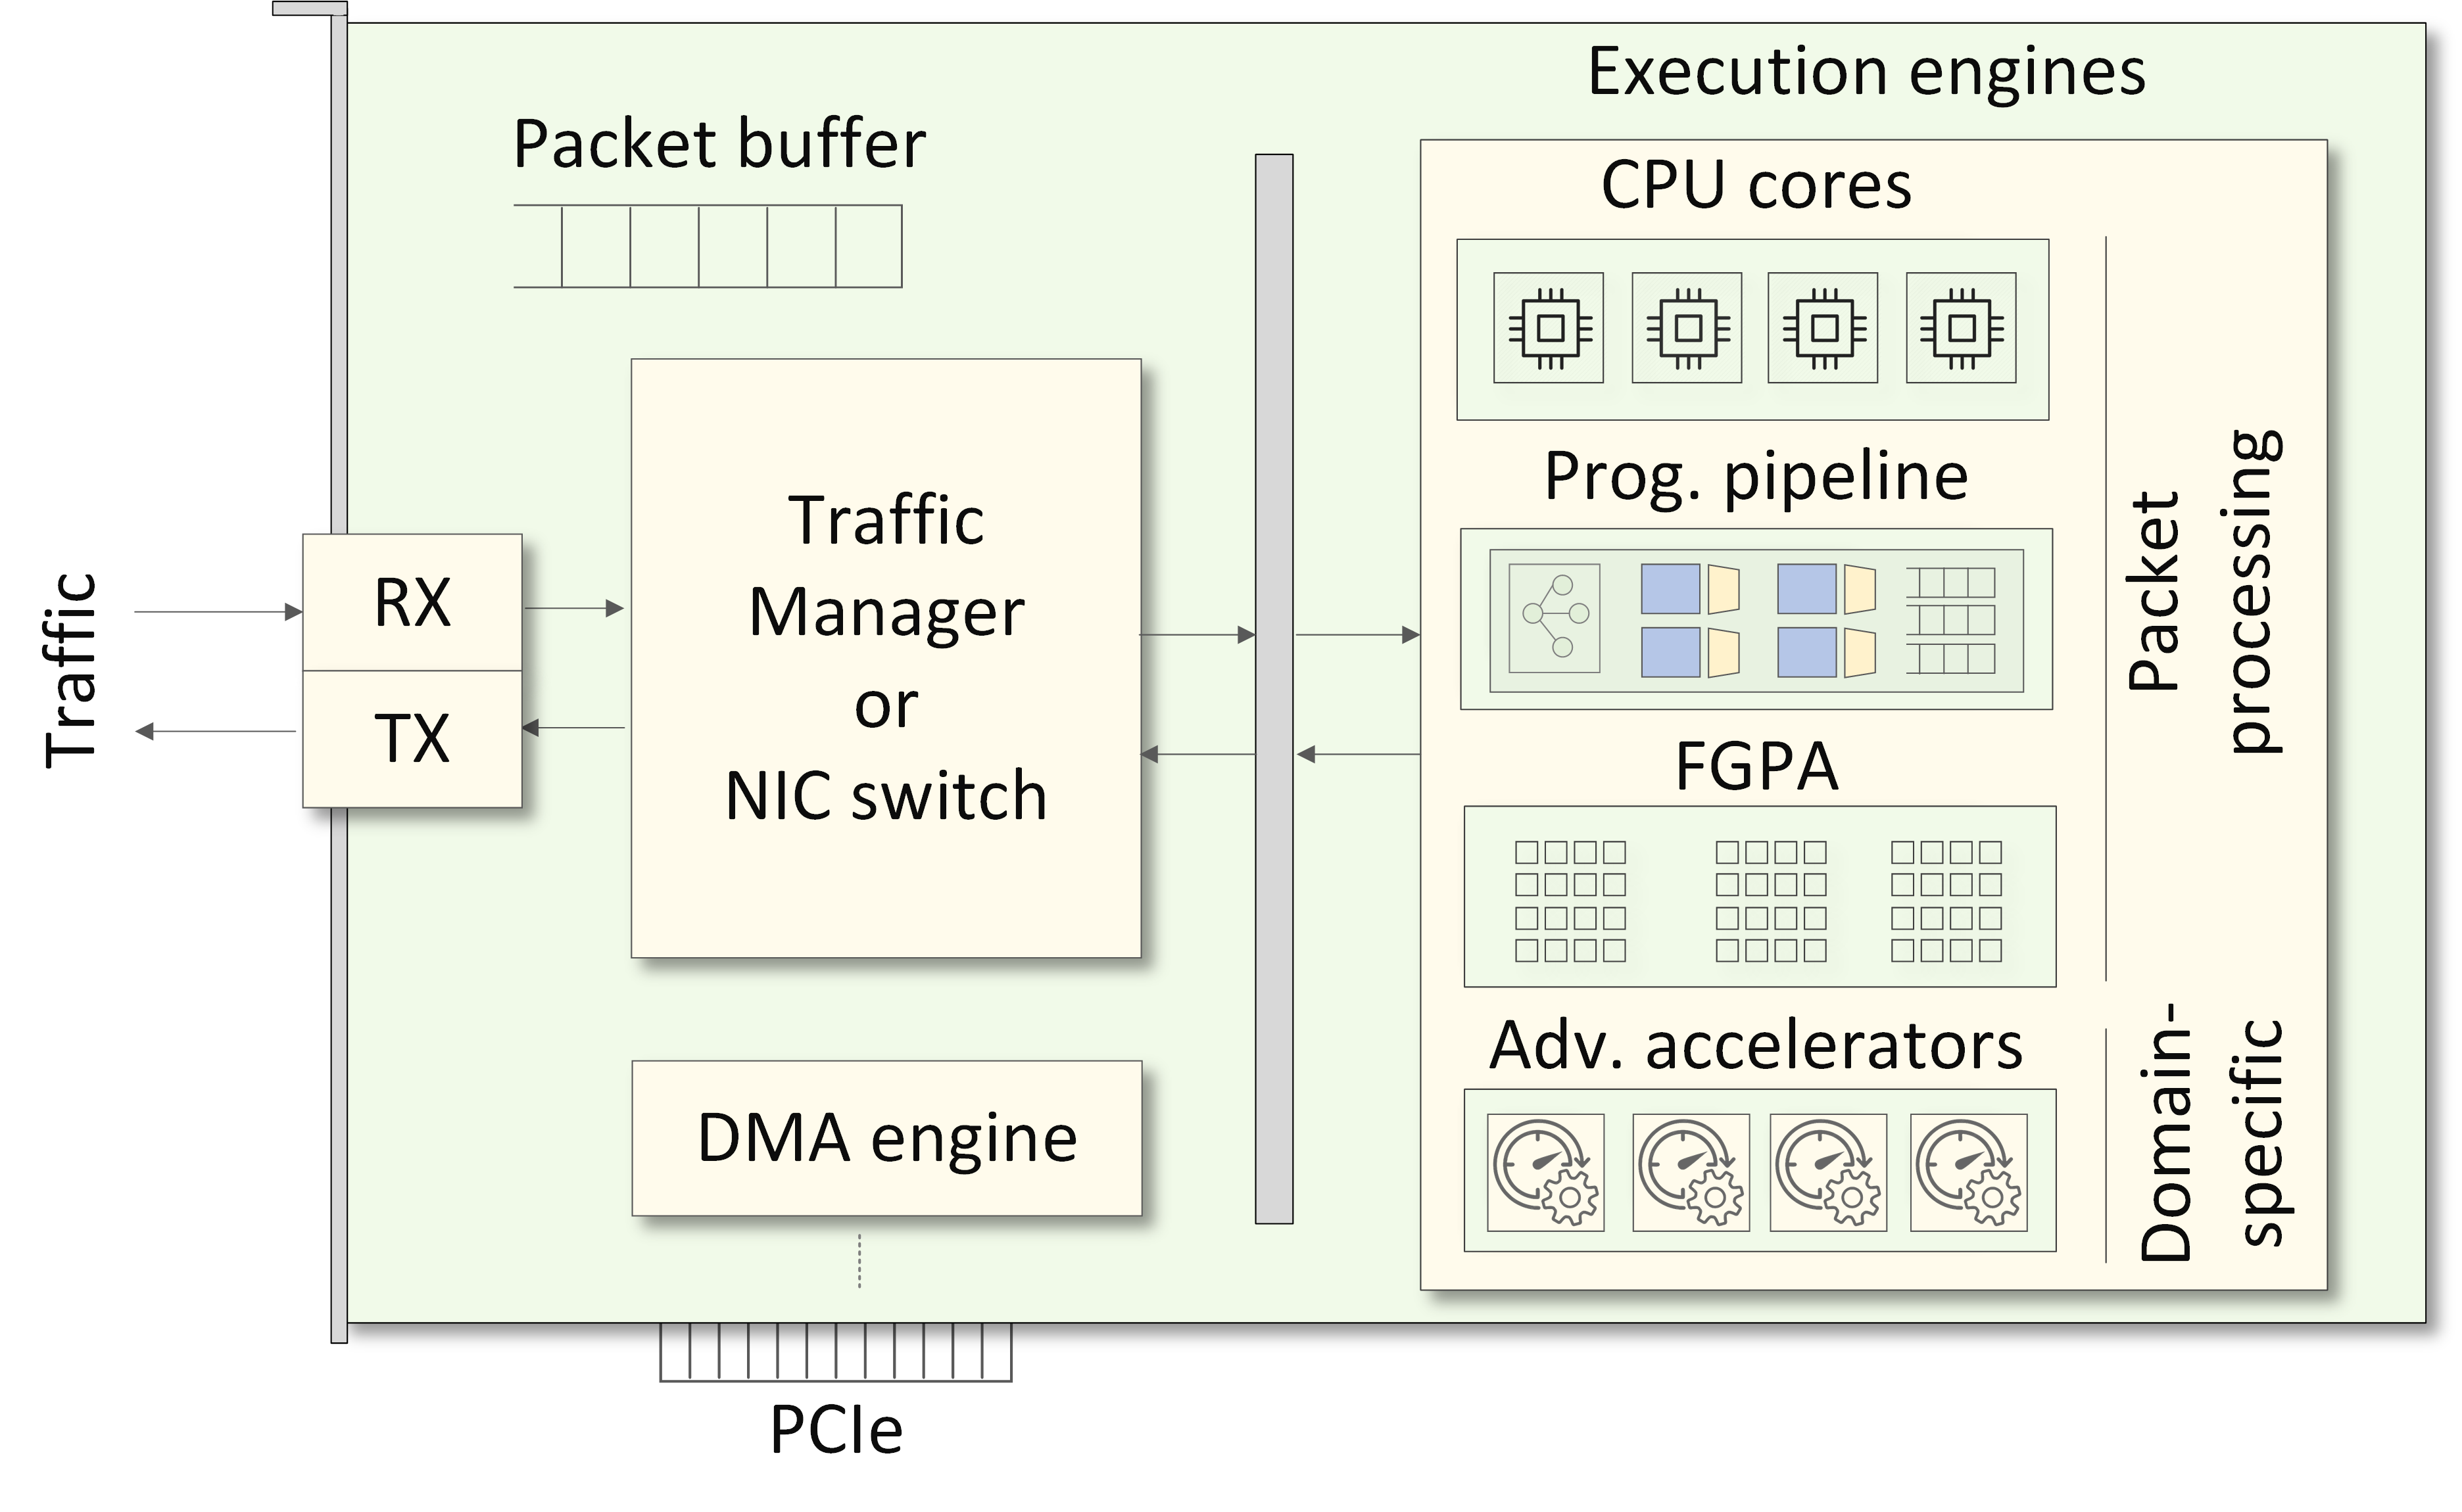 Execution engines
Packet buffer
CPU cores
Prog. pipeline
Traffic
RX
TX
Traffic
Manager
or
NIC switch
FGPA
Packet
processing
Adv. accelerators
Domain-
specific
DMA engine
PCIe